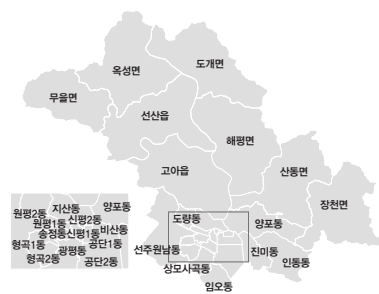 옥성면
도개면
무을면
선산읍
해평면
고아읍
산동면
장천면
도량동
양포동
선주원남동
진미동
인동동
상모사곡동
임오동
원평2동
지산동
양포동
원평1동
신평2동
송정동
신평1동
비산동
형곡1동
광평동
공단1동
형곡2동
공단2동